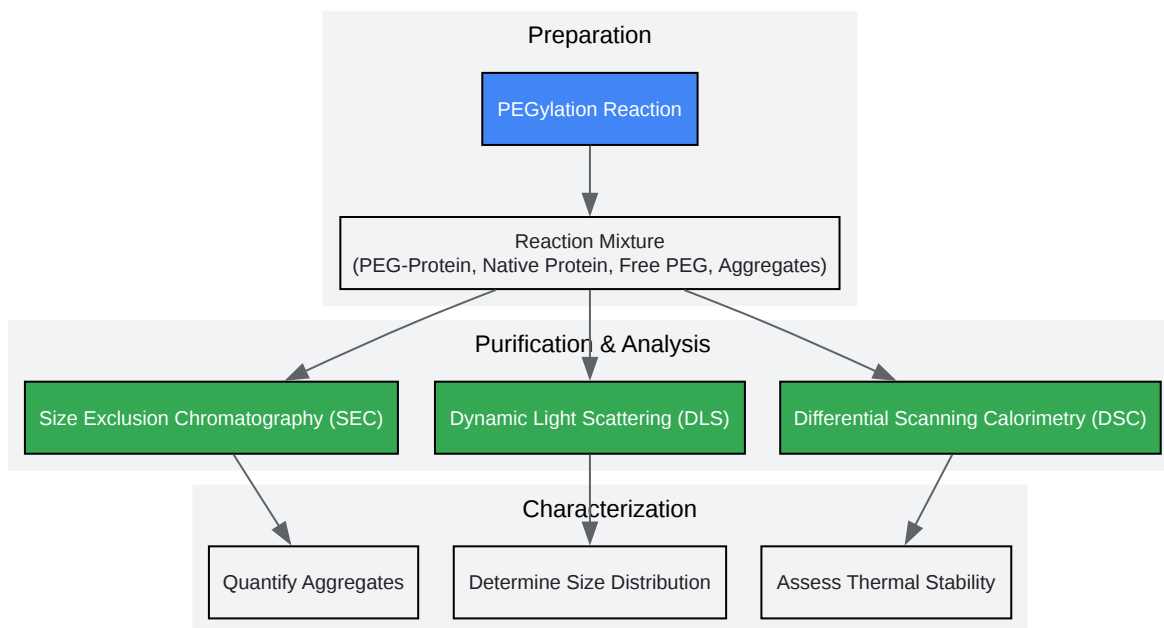 Preparation
PEGylation Reaction
Reaction Mixture
(PEG-Protein, Native Protein, Free PEG, Aggregates)
Purification & Analysis
Size Exclusion Chromatography (SEC)
Dynamic Light Scattering (DLS)
Differential Scanning Calorimetry (DSC)
Characterization
Quantify Aggregates
Determine Size Distribution
Assess Thermal Stability